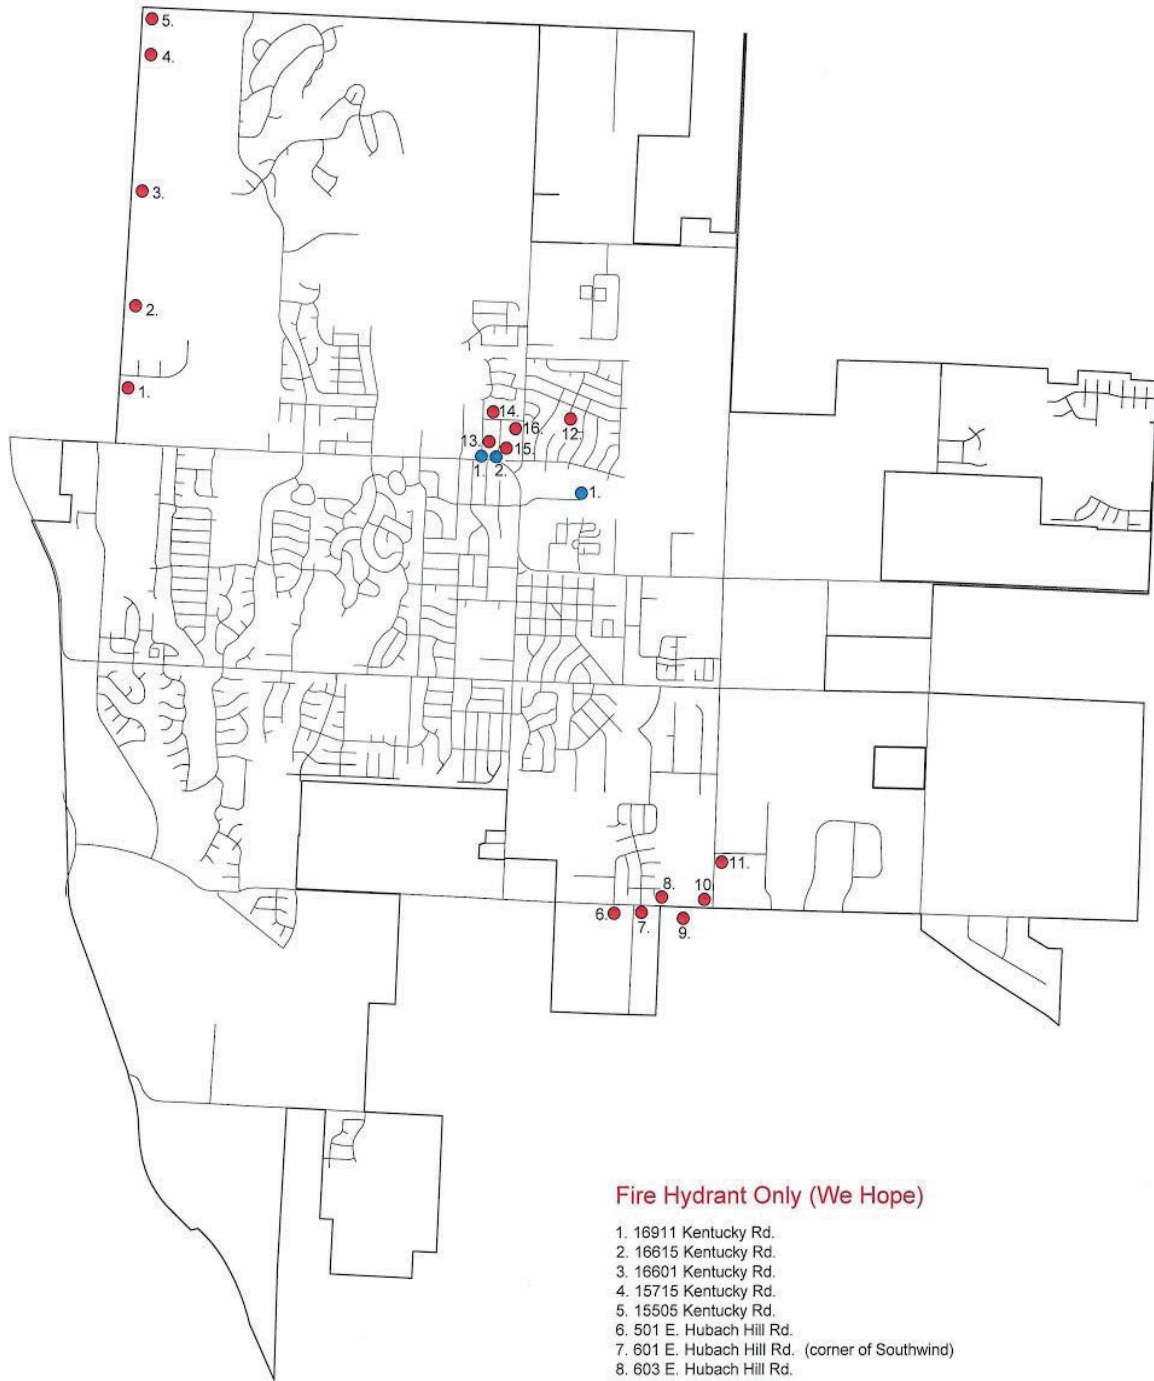 5.
4.
3.
2.
1.
14.
16.
12.
13.
15.
1.
2.
1.
11.
8.
10.
6.
7.
9.
Fire Hydrant Only (We Hope)
1. 16911 Kentucky Rd.
2. 16615 Kentucky Rd.
3. 16601 Kentucky Rd.
4. 15715 Kentucky Rd.
5. 15505 Kentucky Rd.
6. 501 E. Hubach Hill Rd.
7. 601 E. Hubach Hill Rd. (corner of Southwind)
8. 603 E. Hubach Hill Rd.